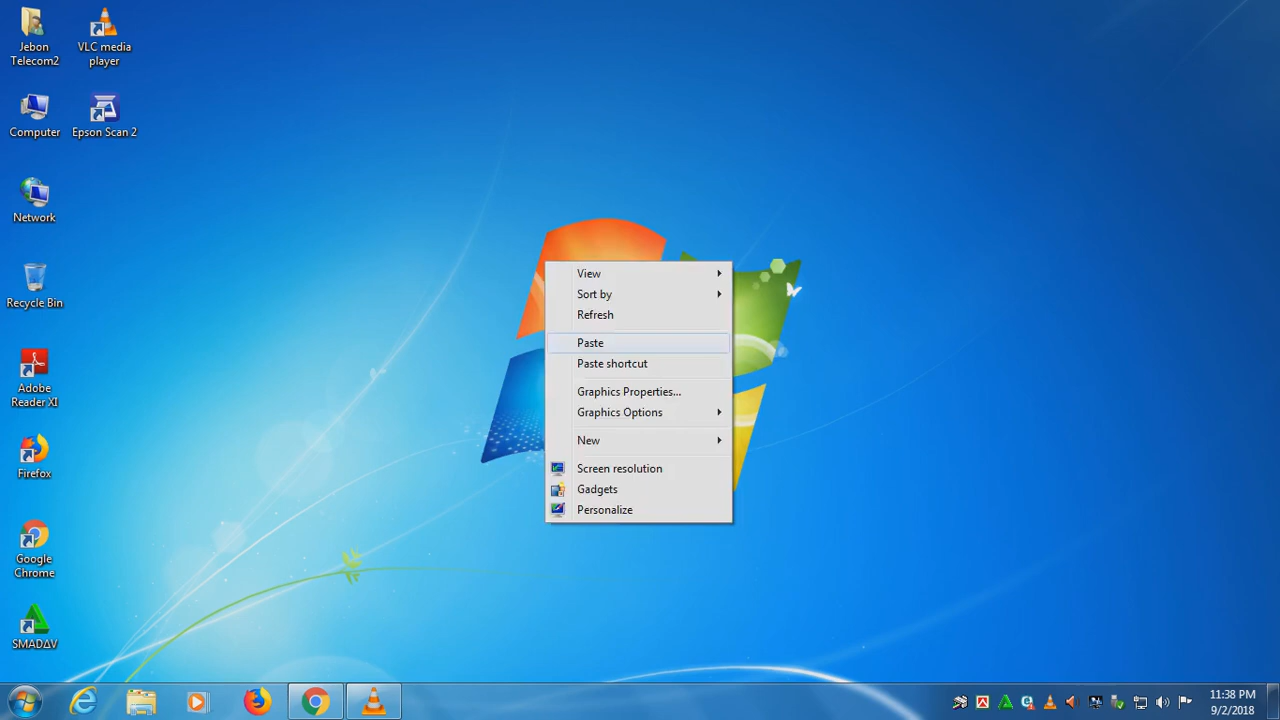 Jebon
Telecom2
VLC media
player
Computer
Epson Scan 2
Network
Recycle Bin
Adobe
Reader XI
Firefox
Google
Chrome
SMADΔV
View
Sort by
Refresh
Paste
Paste shortcut
Graphics Properties...
Graphics Options
New
Screen resolution
Gadgets
Personalize
11:38 PM
9/2/2018